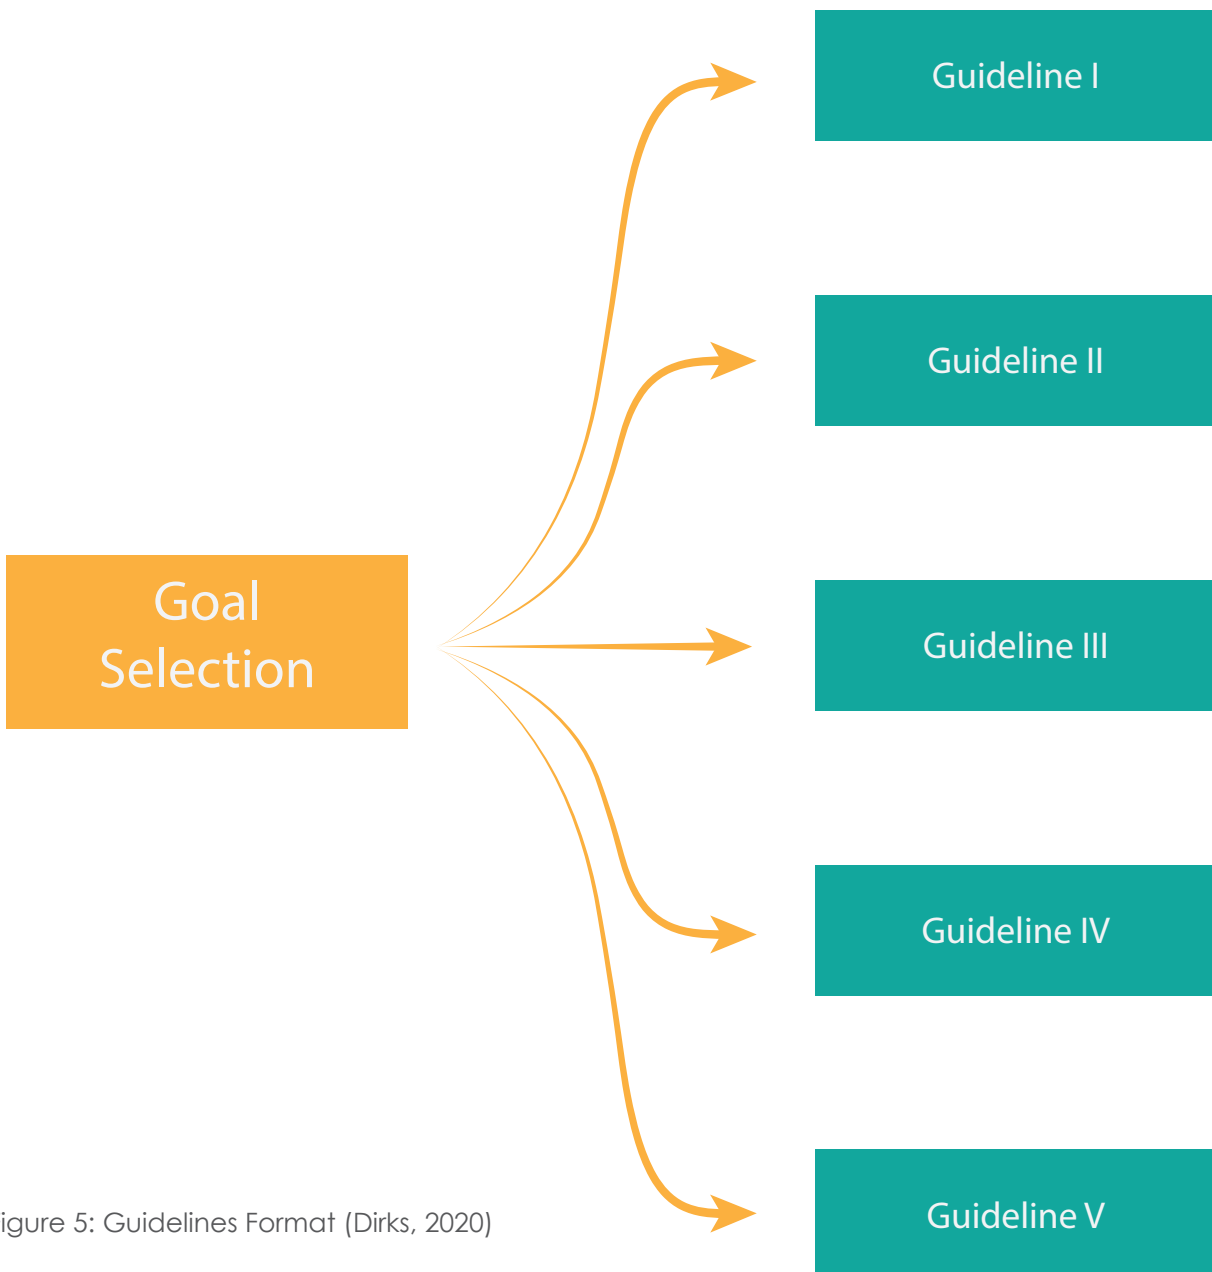 Guideline I
Guideline II
Goal
Selection
Guideline III
Guideline IV
Guideline V
igure 5: Guidelines Format (Dirks, 2020)